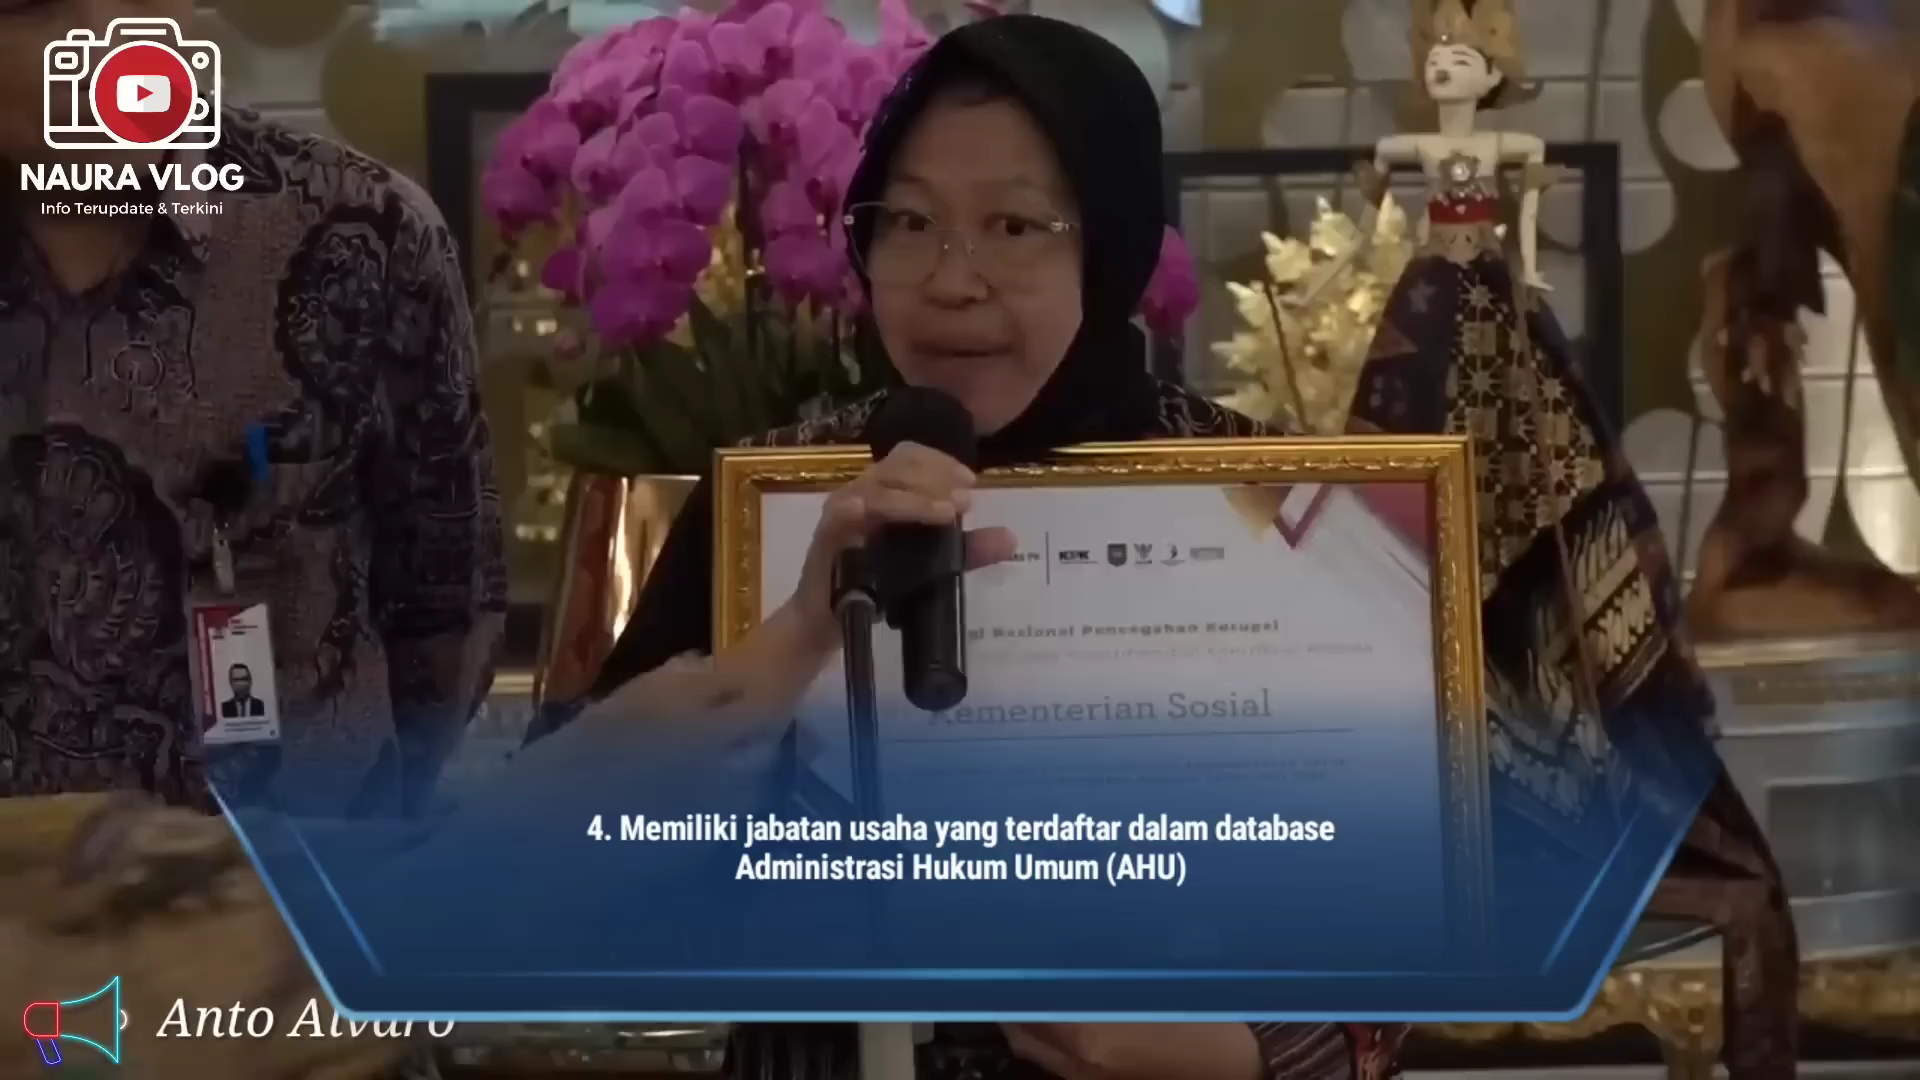 NAURA VLOG
Info Terupdate & Terkini
KPK
Nasional Pencegahan Korupsi
Kementerian Sosial
4. Memiliki jabatan usaha yang terdaftar dalam database
Administrasi Hukum Umum (AHU)
Anto Alvaro